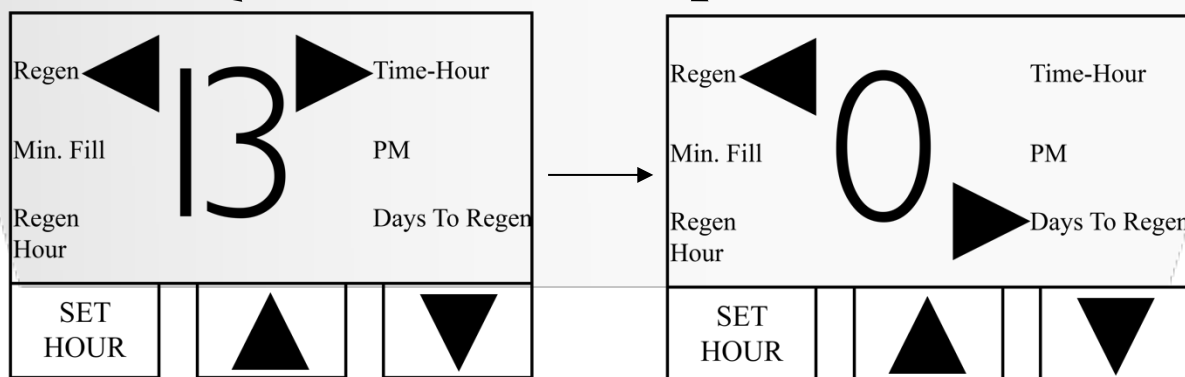 Regen 13 Time-Hour
Min. Fill PM
Regen
Hour
Days To Regen
SET
HOUR
Regen 0 Time-Hour
Min. Fill PM
Regen
Hour
Days To Regen
SET
HOUR